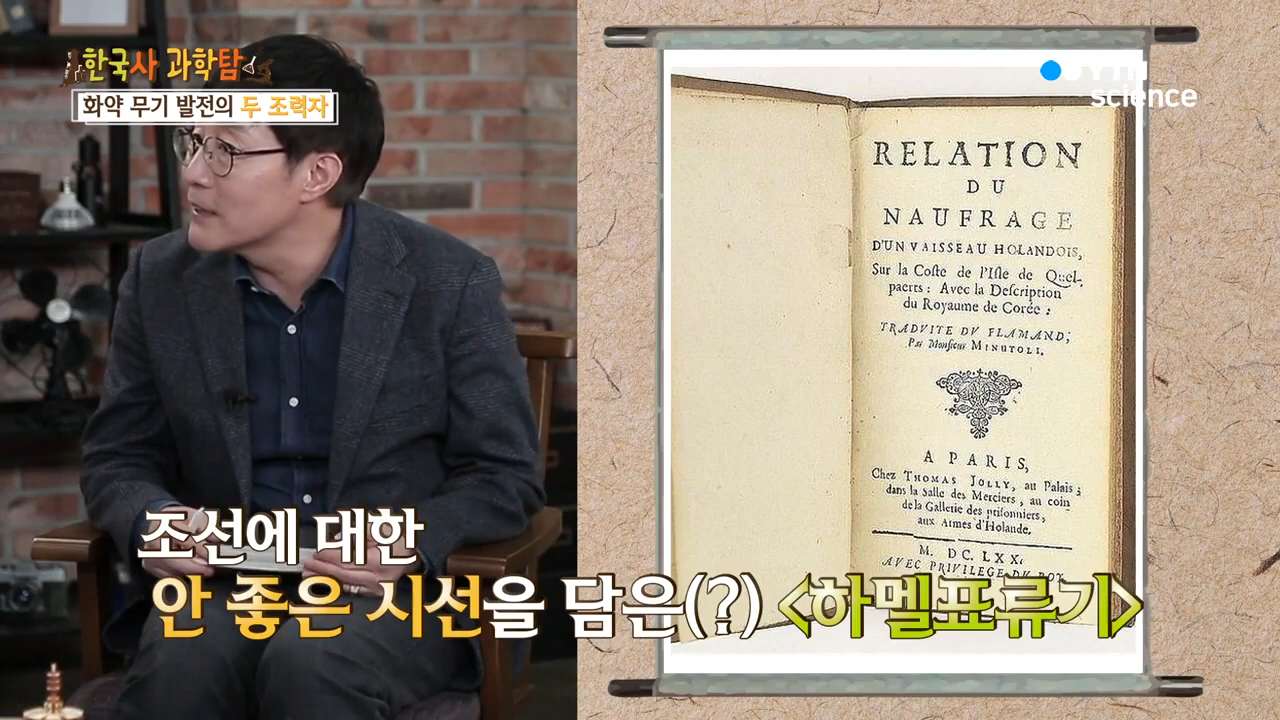 한국사 과학탐
화약 무기 발전의 두 조력자
science
RELATION
DU
NAUFRAGE
D'UN VAISSEAU HOLANDOIS,
Sur la Coste de l'Isle de Quel-
paerts: Avec la Description
du Royaume de Corée:
TRADVITE DV FLAMAND,
Par Monsieur MINUTOLI.
A PARIS,
Chez THOMAS JOLLY, au Palais;
dans la Salle des Merciers, au coin
de la Gallerie des prisonniers,
aux Armes d'Holande.
M. DC. LXX.
AVEC PRIVILEGE DU ROY
조선에 대한
안 좋은 시선을 담은(?) <하멜표류기>